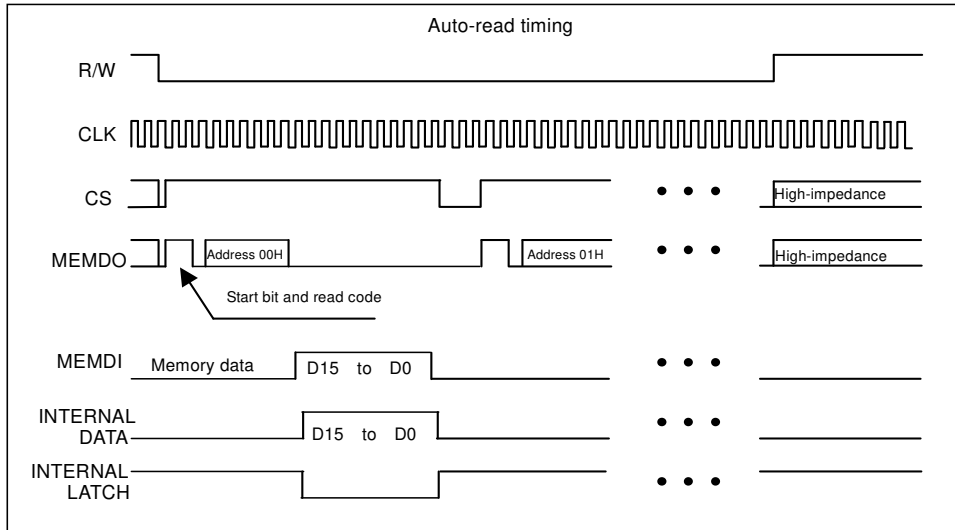 Auto-read timing
R/W
CLK
CS
High-impedance
MEMDO
Address 00H
Address 01H
High-impedance
Start bit and read code
MEMDI
Memory data
D15 to D0
INTERNAL
DATA
D15 to D0
INTERNAL
LATCH